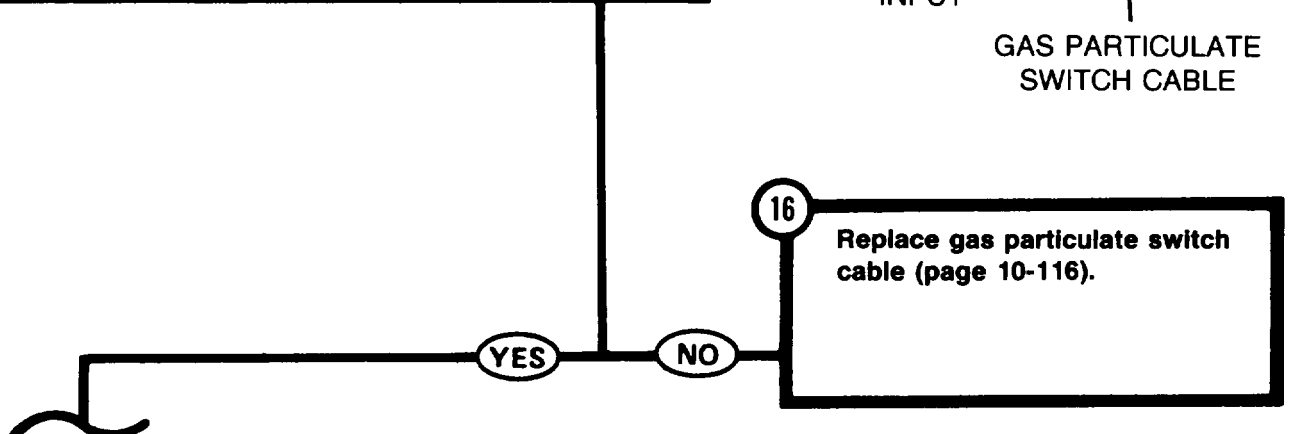 INPUT
GAS PARTICULATE
SWITCH CABLE
16
Replace gas particulate switch
cable (page 10-116).
YES
NO